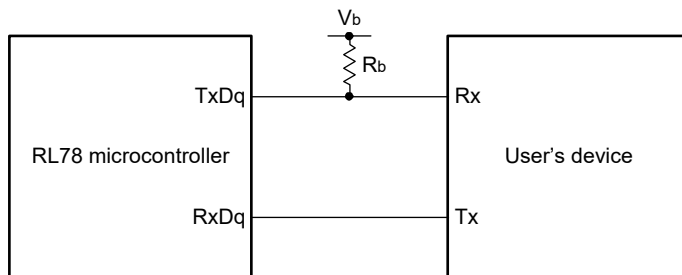 Vb
Rb
TxDq
Rx
RL78 microcontroller
User's device
RxDq
Tx